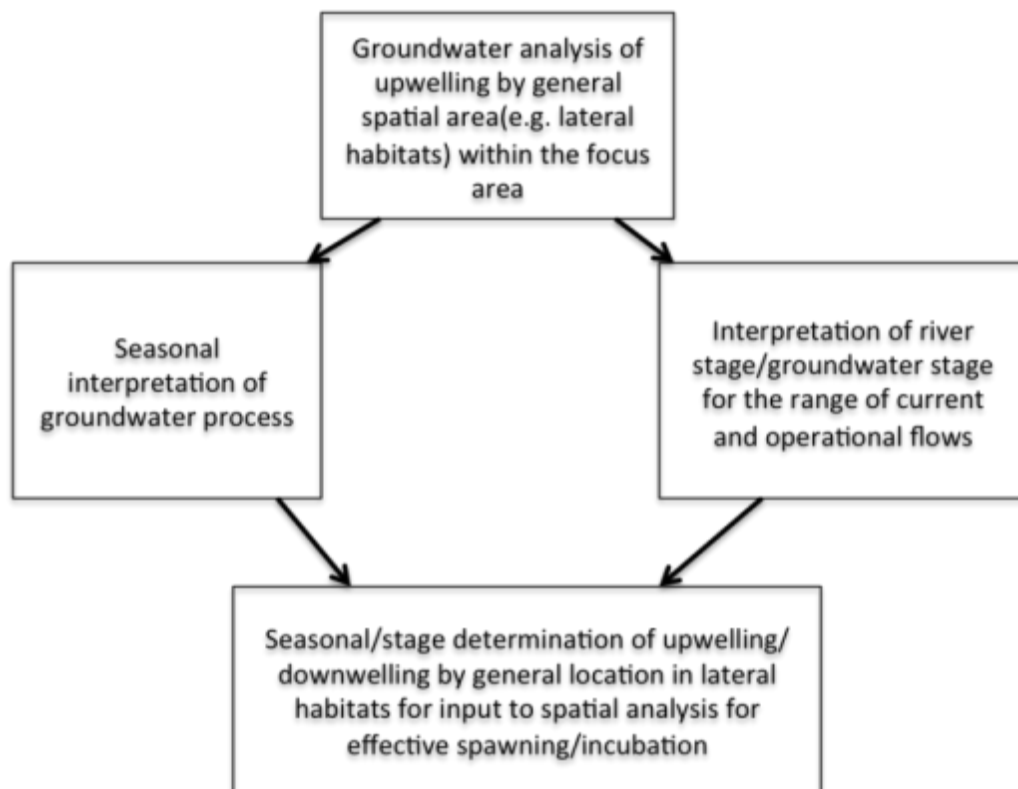 Groundwater analysis of
upwelling by general
spatial area(e.g. lateral
habitats) within the focus
area
Seasonal
interpretation of
groundwater process
Interpretation of river
stage/groundwater stage
for the range of current
and operational flows
Seasonal/stage determination of upwelling/
downwelling by general location in lateral
habitats for input to spatial analysis for
effective spawning/incubation